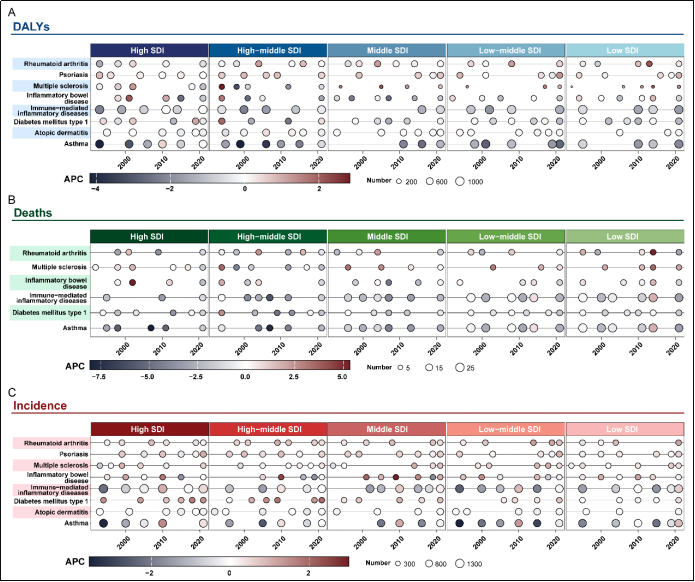 A
DALYs
High SDI High-middle SDI Middle SDI Low-middle SDI Low SDI
Rheumatoid arthritis
Psoriasis
Multiple sclerosis
Inflammatory bowel
disease
Immune-mediated
inflammatory diseases
Diabetes mellitus type 1
Atopic dermatitis
Asthma
2000 2010 2020 2000 2010 2020 2000 2010 2020 2000 2010 2020 2000 2010 2020
APC
−4 −2 0 2
Number 200 600 1000
B
Deaths
High SDI High-middle SDI Middle SDI Low-middle SDI Low SDI
Rheumatoid arthritis
Multiple sclerosis
Inflammatory bowel
disease
Immune-mediated
inflammatory diseases
Diabetes mellitus type 1
Asthma
2000 2010 2020 2000 2010 2020 2000 2010 2020 2000 2010 2020 2000 2010 2020
APC
−7.5 −5.0 −2.5 0.0 2.5 5.0
Number 5 15 25
C
Incidence
High SDI High-middle SDI Middle SDI Low-middle SDI Low SDI
Rheumatoid arthritis
Psoriasis
Multiple sclerosis
Inflammatory bowel
disease
Immune-mediated
inflammatory diseases
Diabetes mellitus type 1
Atopic dermatitis
Asthma
2000 2010 2020 2000 2010 2020 2000 2010 2020 2000 2010 2020 2000 2010 2020
APC
−2 0 2
Number 300 800 1300